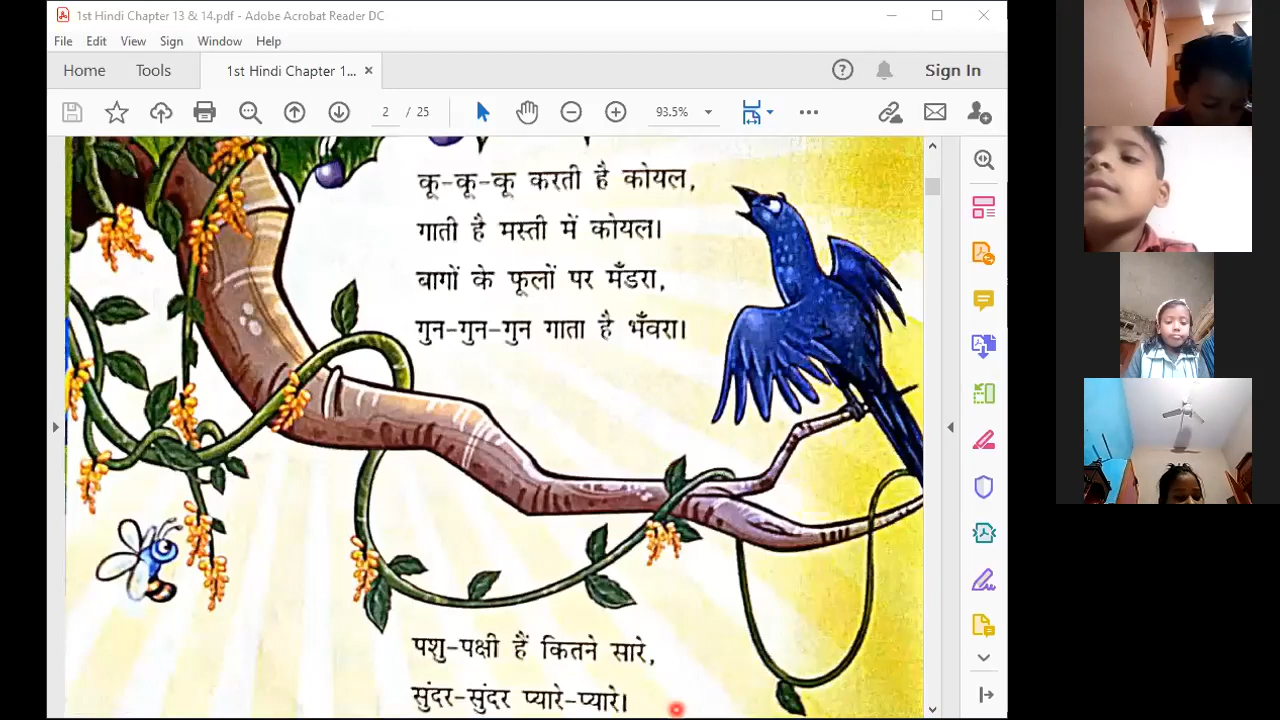 1st Hindi Chapter 13 & 14.pdf - Adobe Acrobat Reader DC
File Edit View Sign Window Help
Home Tools 1st Hindi Chapter 1... × Sign In
2 / 25 93.5%
कू-कू-कू करती है कोयल,
गाती है मस्ती में कोयल।
बागों के फूलों पर मँडरा,
गुन-गुन-गुन गाता है भँवरा।
पशु-पक्षी हैं कितने सारे,
सुंदर-सुंदर प्यारे-प्यारे।